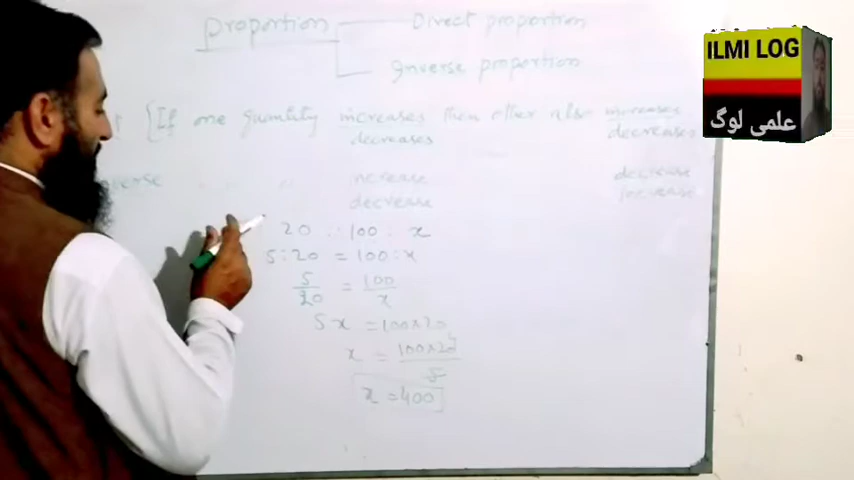 Proportion
Direct proportion
Inverse proportion
ILMI LOG
علمی لوگ
{If one quantity increases then other also increases
decreases decreases
increase decrease
decrease increase
20 :: 100 : x
5:20 = 100:x
5/20 = 100/x
5x = 100×20
x = 100×20/5
x = 400